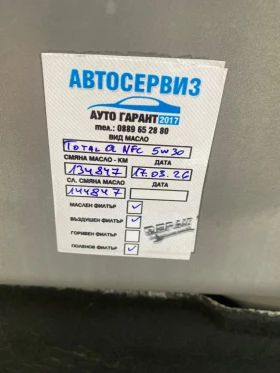 АВТОСЕРВИЗ
АУТО ГАРАНТ 2017
тел.: 0889 65 28 80
ВИД МАСЛО
TOTAL Q NFC 5W30
СМЯНА МАСЛО - КМ ДАТА
134847 17.03.26
СЛ. СМЯНА МАСЛО ДАТА
144847
МАСЛЕН ФИЛТЪР
ВЪЗДУШЕН ФИЛТЪР
ГОРИВЕН ФИЛТЪР
ПОЛЕНОВ ФИЛТЪР